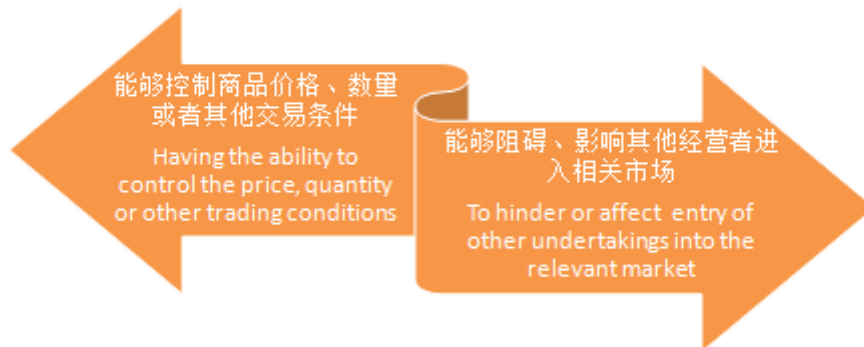 能够控制商品价格、数量
或者其他交易条件
Having the ability to
control the price, quantity
or other trading conditions
能够阻碍、影响其他经营者进
入相关市场
To hinder or affect entry of
other undertakings into the
relevant market